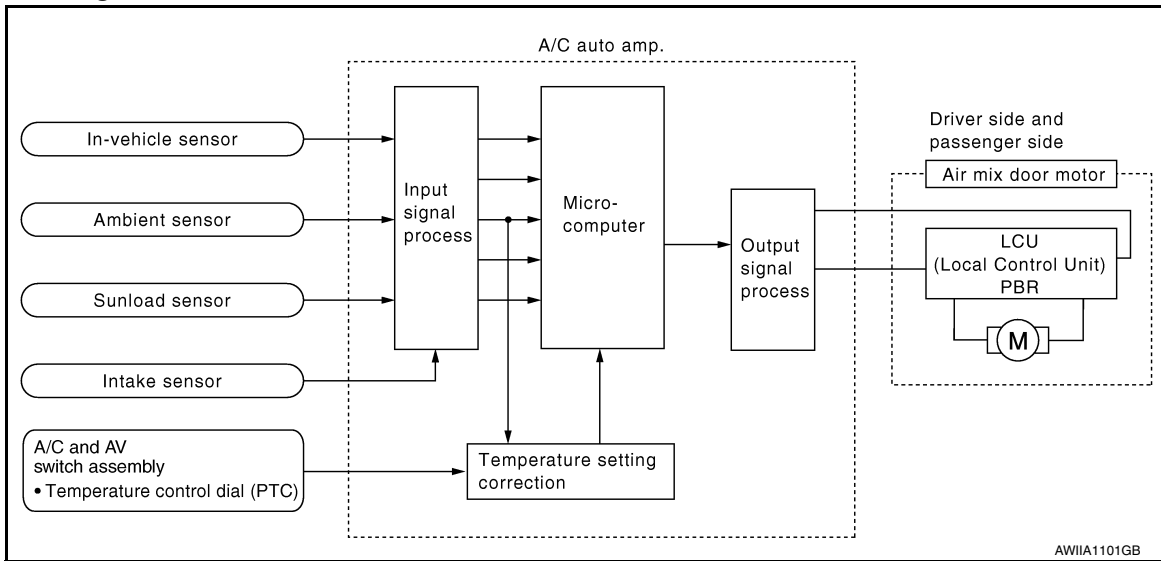 A/C auto amp.
In-vehicle sensor
Ambient sensor
Sunload sensor
Intake sensor
A/C and AV
switch assembly
• Temperature control dial (PTC)
Input
signal
process
Micro-
computer
Temperature setting
correction
Output
signal
process
Driver side and
passenger side
Air mix door motor
LCU
(Local Control Unit)
PBR
M
AWIIA1101GB